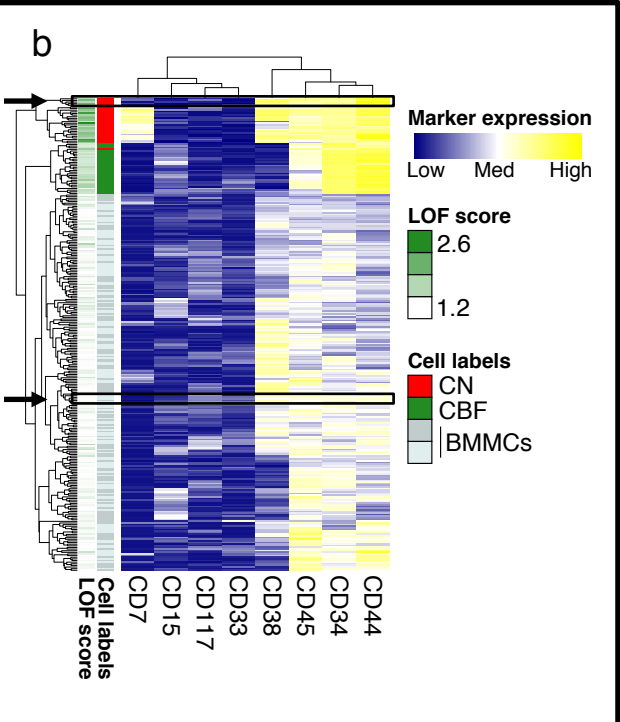 b
Marker expression
Low Med High
LOF score
2.6
1.2
Cell labels
CN
CBF
BMMCs
LOF score
Cell labels
CD7
CD15
CD117
CD33
CD38
CD45
CD34
CD44